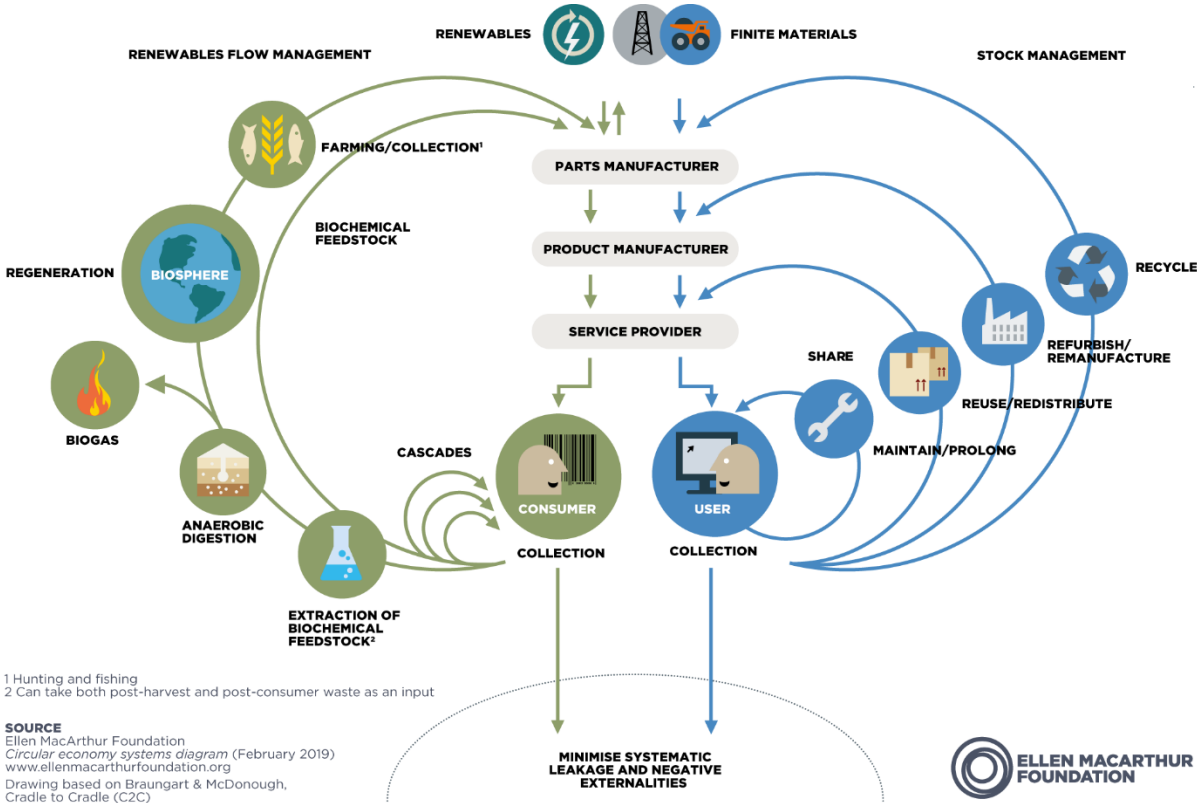 RENEWABLES
FINITE MATERIALS
RENEWABLES FLOW MANAGEMENT
STOCK MANAGEMENT
FARMING/COLLECTION¹
PARTS MANUFACTURER
BIOCHEMICAL
FEEDSTOCK
PRODUCT MANUFACTURER
REGENERATION
BIOSPHERE
RECYCLE
SERVICE PROVIDER
SHARE
REFURBISH/
REMANUFACTURE
REUSE/REDISTRIBUTE
BIOGAS
CASCADES
MAINTAIN/PROLONG
CONSUMER
USER
ANAEROBIC
DIGESTION
COLLECTION
COLLECTION
EXTRACTION OF
BIOCHEMICAL
FEEDSTOCK²
1 Hunting and fishing
2 Can take both post-harvest and post-consumer waste as an input
SOURCE
Ellen MacArthur Foundation
Circular economy systems diagram (February 2019)
www.ellenmacarthurfoundation.org
Drawing based on Braungart & McDonough,
Cradle to Cradle (C2C)
MINIMISE SYSTEMATIC
LEAKAGE AND NEGATIVE
EXTERNALITIES
ELLEN MACARTHUR
FOUNDATION